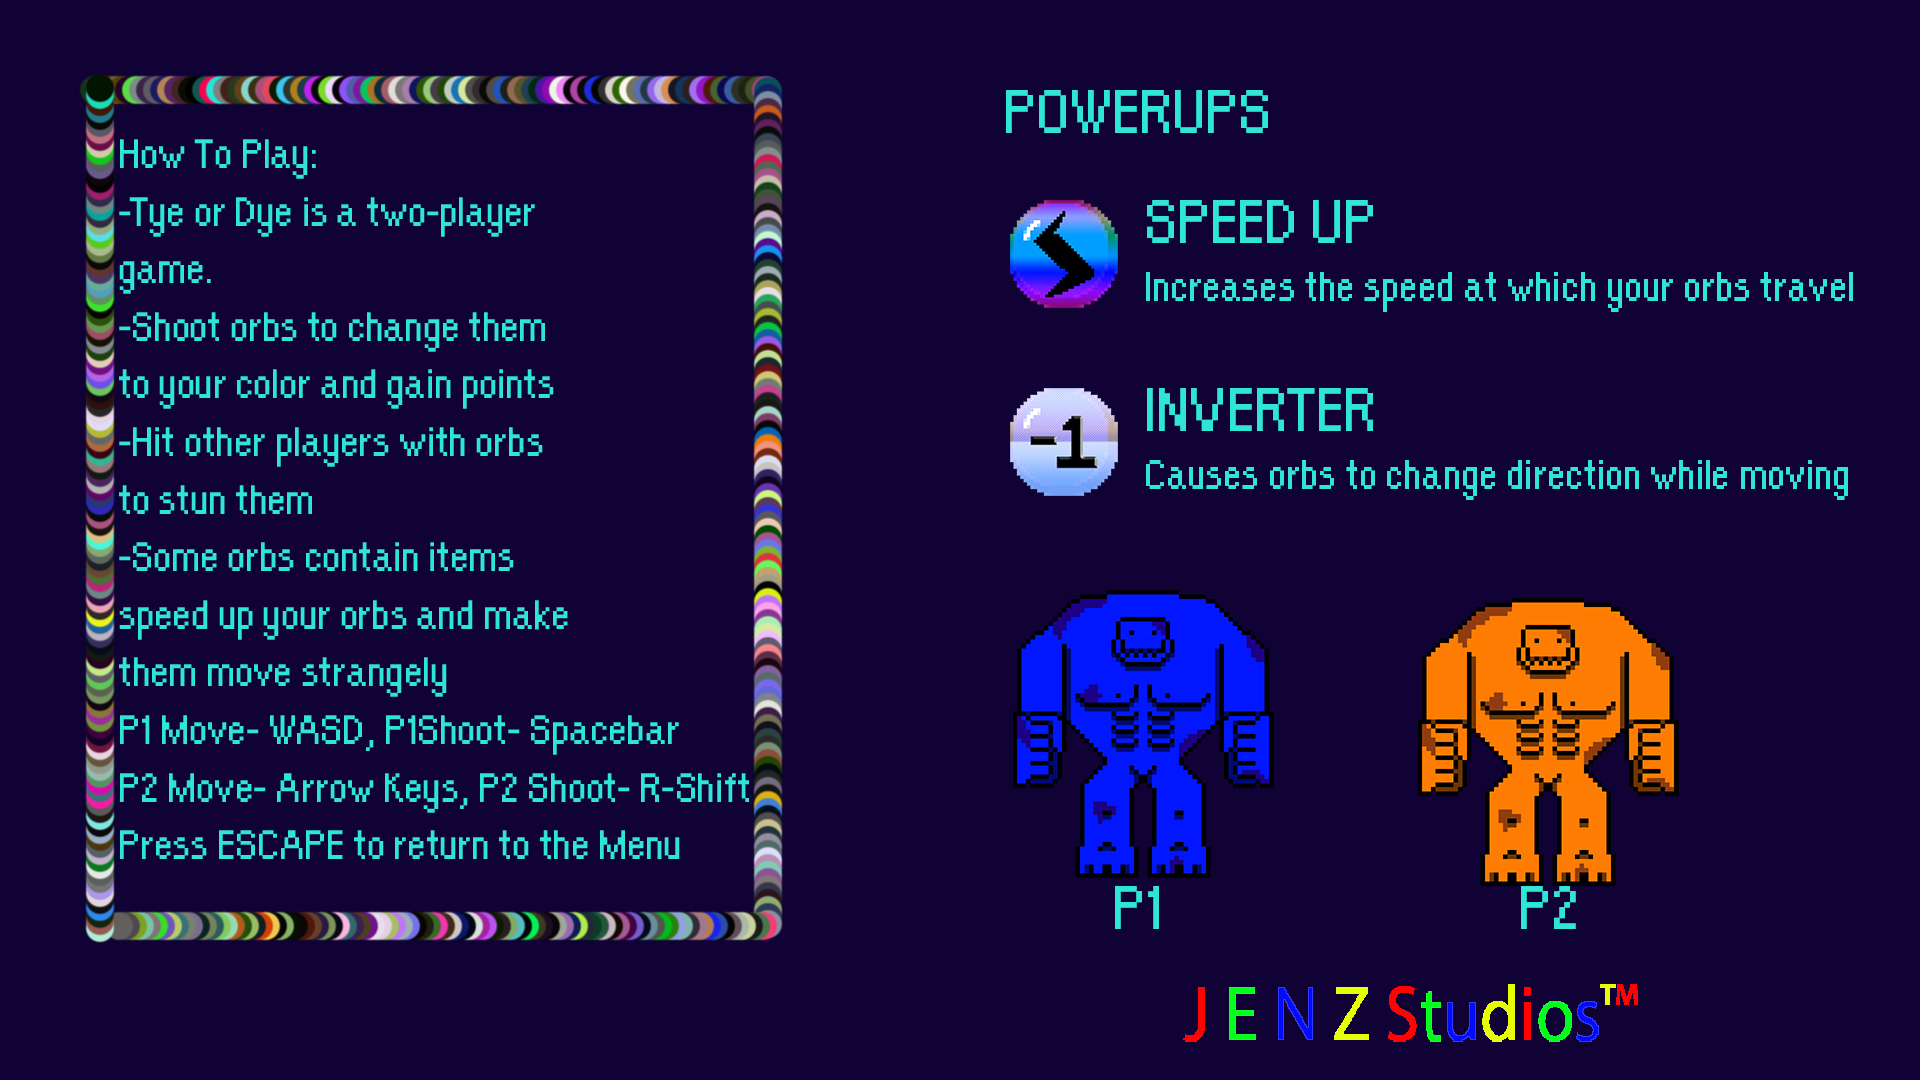 How To Play:
-Tye or Dye is a two-player
game.
-Shoot orbs to change them
to your color and gain points
-Hit other players with orbs
to stun them
-Some orbs contain items
speed up your orbs and make
them move strangely
P1 Move- WASD, P1Shoot- Spacebar
P2 Move- Arrow Keys, P2 Shoot- R-Shift
Press ESCAPE to return to the Menu
POWERUPS
SPEED UP
Increases the speed at which your orbs travel
-1
INVERTER
Causes orbs to change direction while moving
P1
P2
J E N Z Studios™